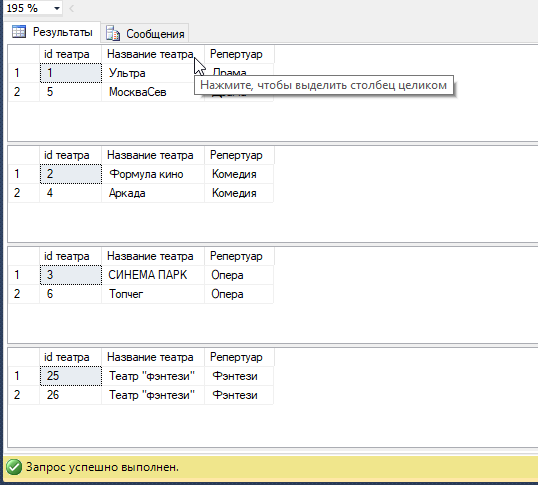 195 %
Результаты Сообщения
id театра Название театра Репертуар
1 1 Ультра Драма
Нажмите, чтобы выделить столбец целиком
2 5 МоскваСев
id театра Название театра Репертуар
1 2 Формула кино Комедия
2 4 Аркада Комедия
id театра Название театра Репертуар
1 3 СИНЕМА ПАРК Опера
2 6 Топчег Опера
id театра Название театра Репертуар
1 25 Театр "Фэнтези" Фэнтези
2 26 Театр "Фэнтези" Фэнтези
Запрос успешно выполнен.